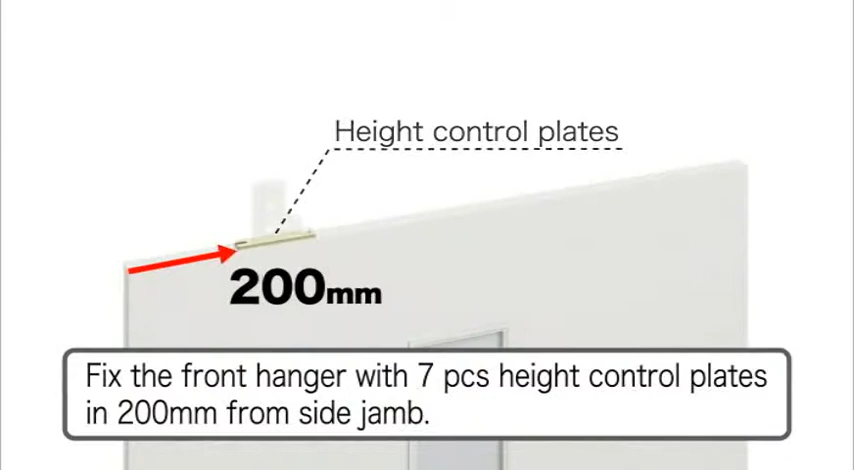 Height control plates
200mm
Fix the front hanger with 7 pcs height control plates
in 200mm from side jamb.